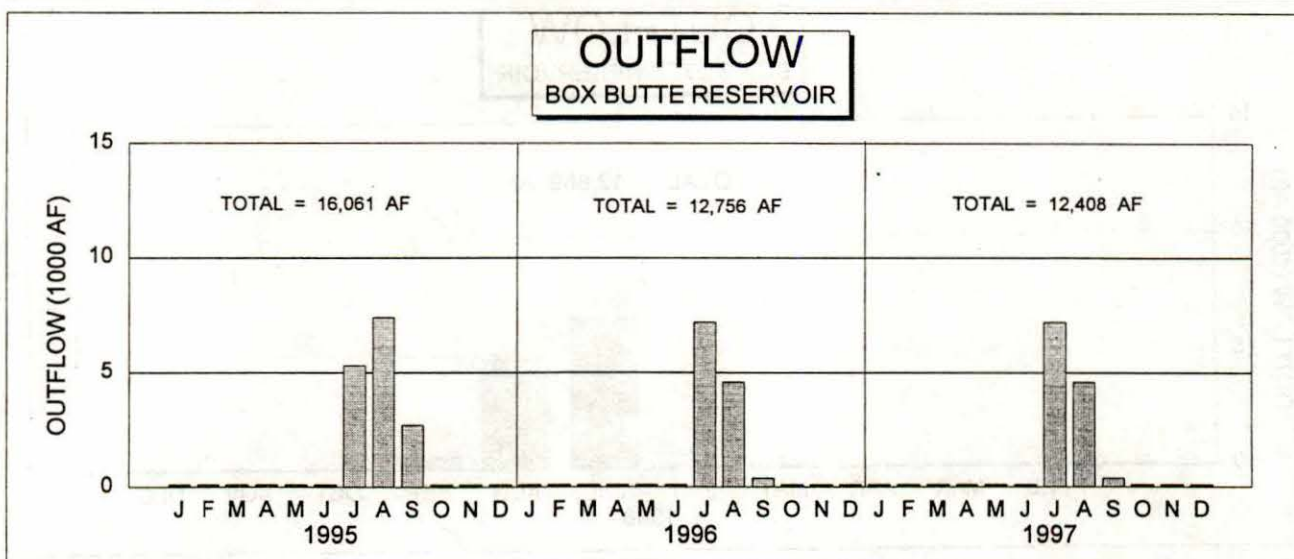 OUTFLOW
BOX BUTTE RESERVOIR
OUTFLOW (1000 AF)
15
10
5
0
TOTAL = 16,061 AF
TOTAL = 12,756 AF
TOTAL = 12,408 AF
J F M A M J J A S O N D J F M A M J J A S O N D J F M A M J J A S O N D
1995 1996 1997